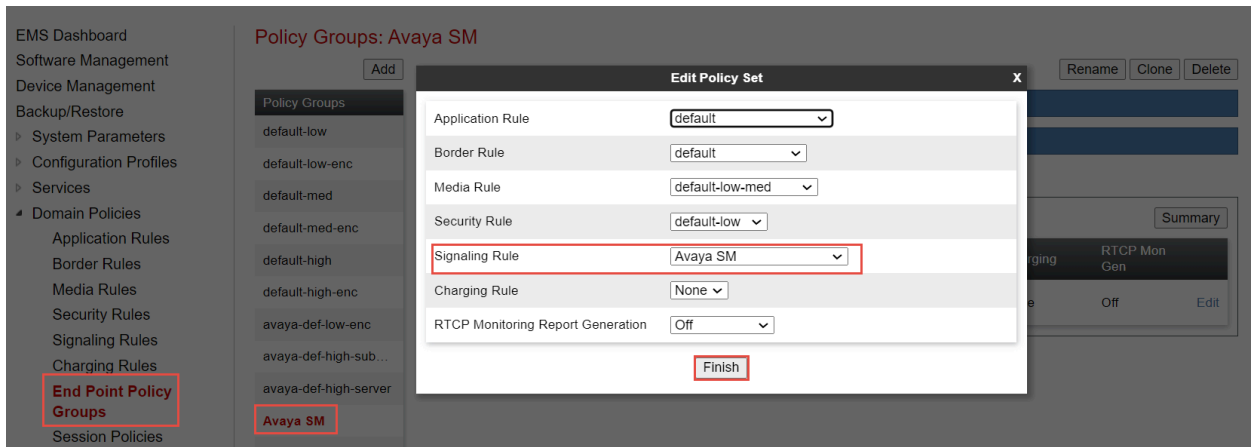 EMS Dashboard
Software Management
Device Management
Backup/Restore
System Parameters
Configuration Profiles
Services
Domain Policies
Application Rules
Border Rules
Media Rules
Security Rules
Signaling Rules
Charging Rules
End Point Policy
Groups
Session Policies
Policy Groups: Avaya SM
Add
Rename Clone Delete
Policy Groups
default-low
default-low-enc
default-med
default-med-enc
default-high
default-high-enc
avaya-def-low-enc
avaya-def-high-sub...
avaya-def-high-server
Avaya SM
Edit Policy Set X
Application Rule default
Border Rule default
Media Rule default-low-med
Security Rule default-low
Signaling Rule Avaya SM
Charging Rule None
RTCP Monitoring Report Generation Off
Finish
Summary
rging RTCP Mon
Gen
e Off Edit